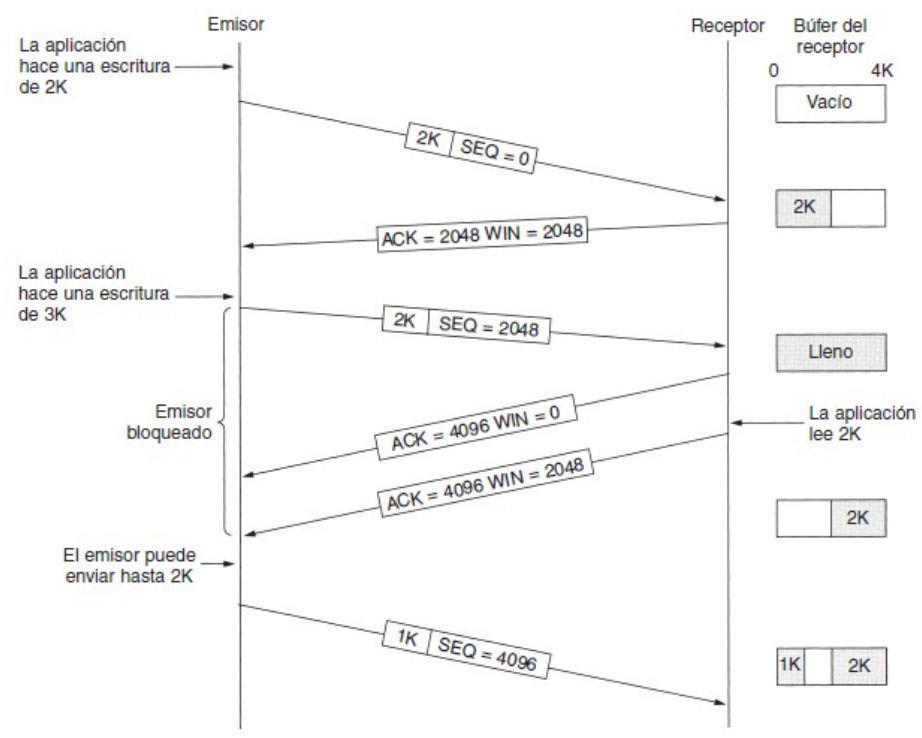 Emisor
Receptor
Búfer del
receptor
0 4K
La aplicación
hace una escritura
de 2K
Vacío
2K SEQ = 0
2K
ACK = 2048 WIN = 2048
La aplicación
hace una escritura
de 3K
2K SEQ = 2048
Lleno
Emisor
bloqueado
ACK = 4096 WIN = 0
La aplicación
lee 2K
ACK = 4096 WIN = 2048
2K
El emisor puede
enviar hasta 2K
1K SEQ = 4096
1K 2K